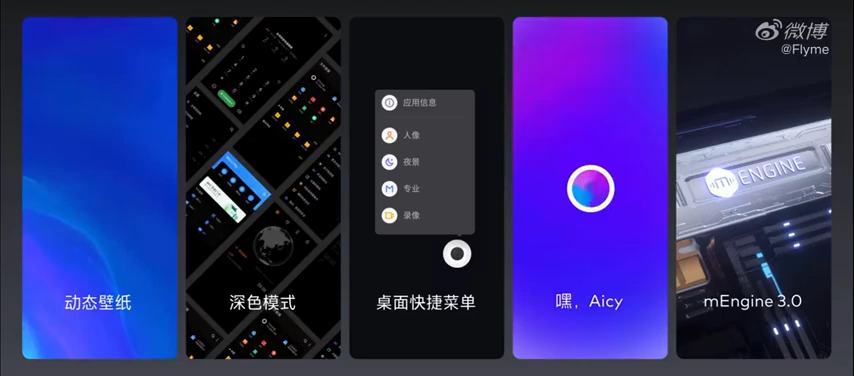 微博
@Flyme
应用信息
人像
夜景
专业
录像
mENGINE
动态壁纸
深色模式
桌面快捷菜单
嘿，Aicy
mEngine 3.0